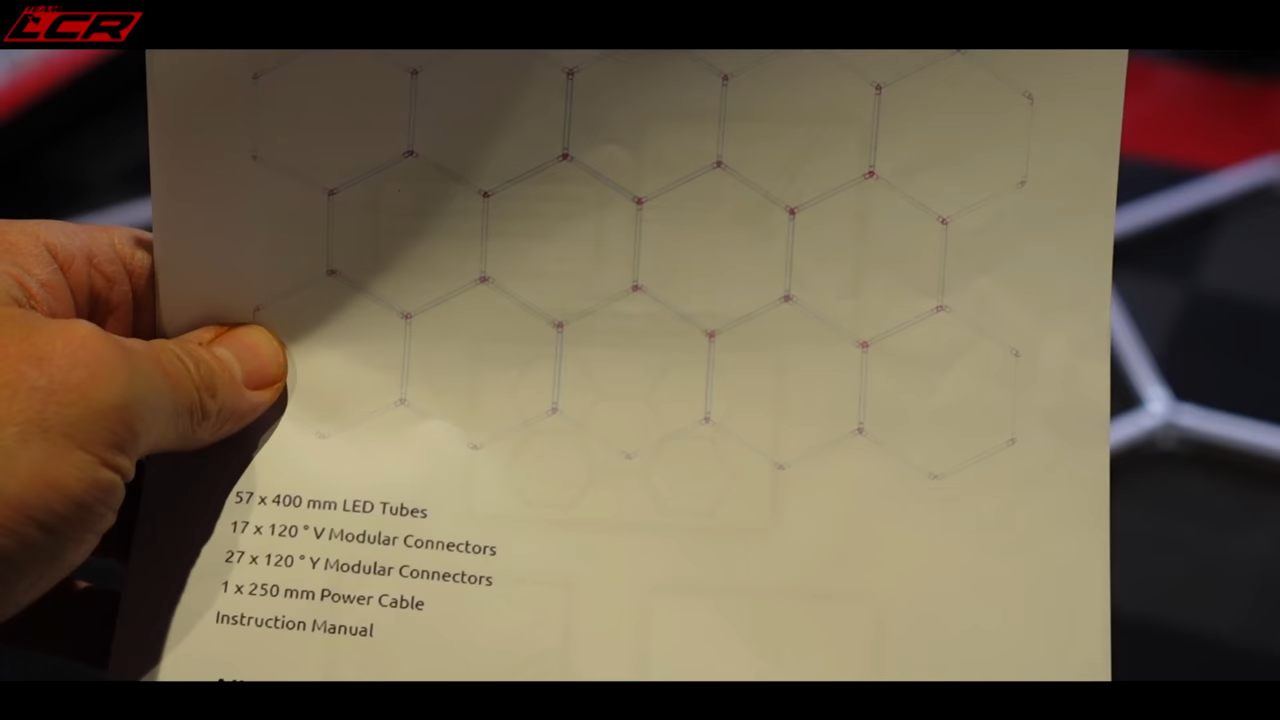 LCR
57 x 400 mm LED Tubes
17 x 120 ° V Modular Connectors
27 x 120 ° Y Modular Connectors
1 x 250 mm Power Cable
Instruction Manual